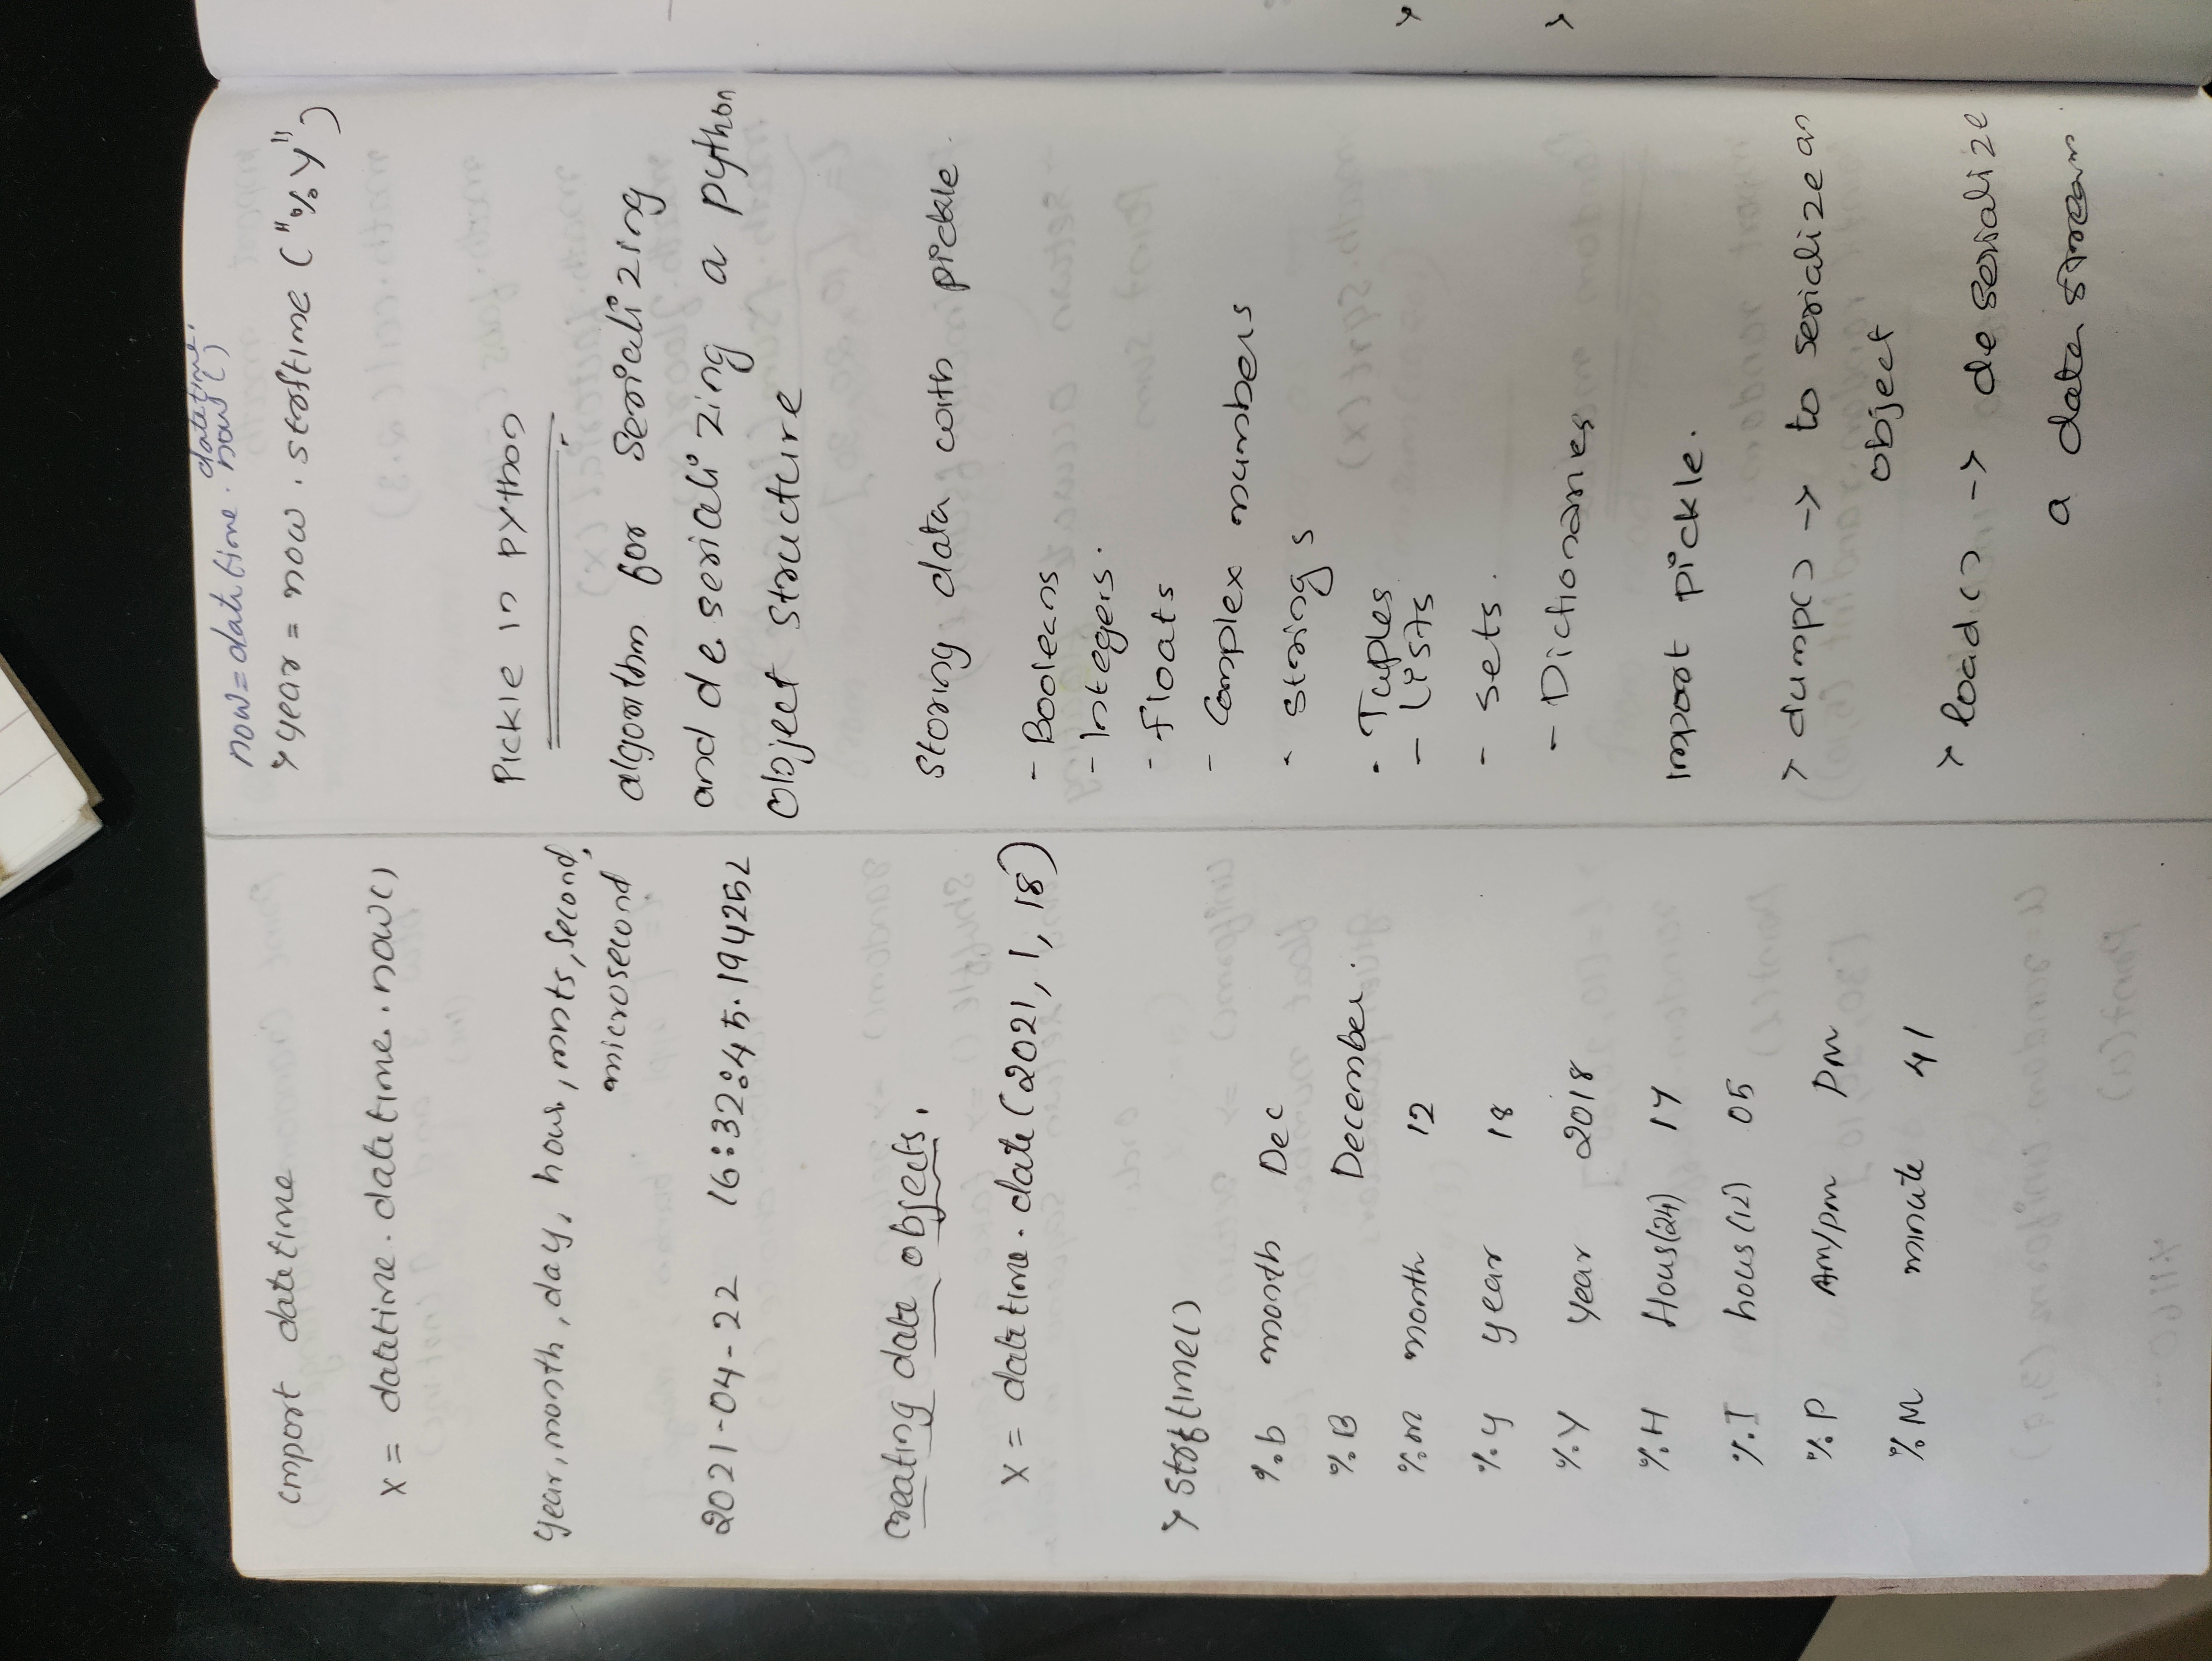 import datetime
x = datetime.datetime.now()
year, month, day, hour, mnts, second,
microsecond
2021-04-22 16:32:45.194252
creating date objects.
x = datetime.date(2021, 1, 18)
> strftime()
%b month Dec
%B December.
%m month 12
%y year 18
%Y year 2018
%H Hour(24) 17
%I hour(12) 05
%P Am/pm PM
%M minute 41
datetime.
now = datetime. now()
> year = now.strftime("%Y")
Pickle in python
algorithm for serializing
and deserializing a python
object structure
storing data with pickle.
- Booleans
- Integers.
- floats
- Complex numbers
- strings
- Tuples
- Lists
- sets.
- Dictionaries
Import pickle.
> dump() -> to serialize an
object
> load() -> deserialize
a data stream